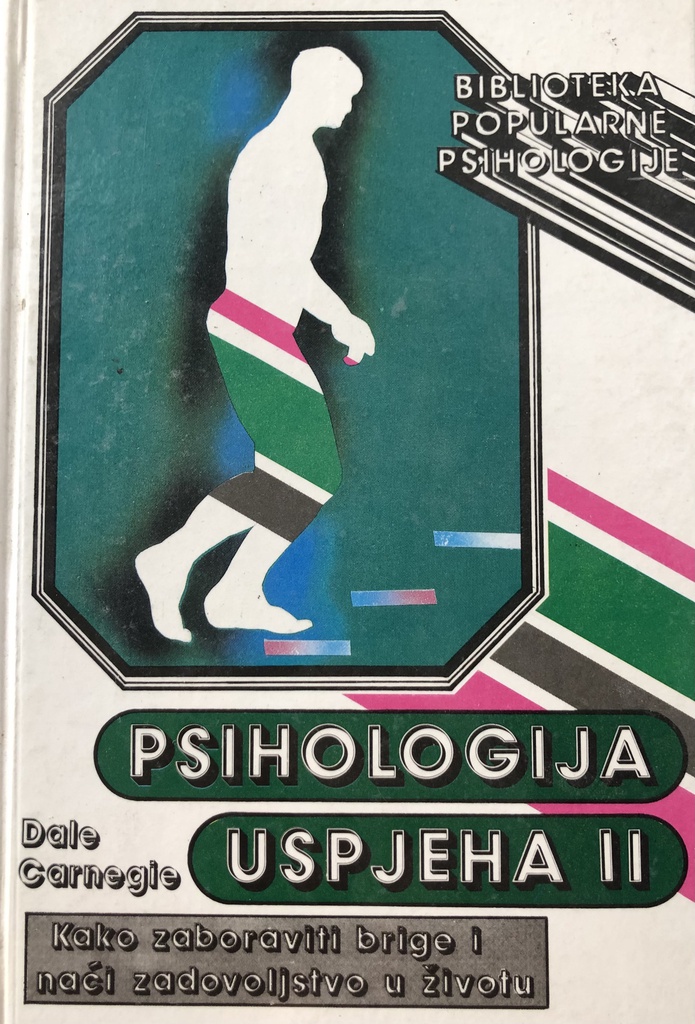 BIBLIOTEKA
POPULARNE
PSIHOLOGIJE
PSIHOLOGIJA
USPJEHA II
Dale
Carnegie
Kako zaboraviti brige i
naći zadovoljstvo u životu